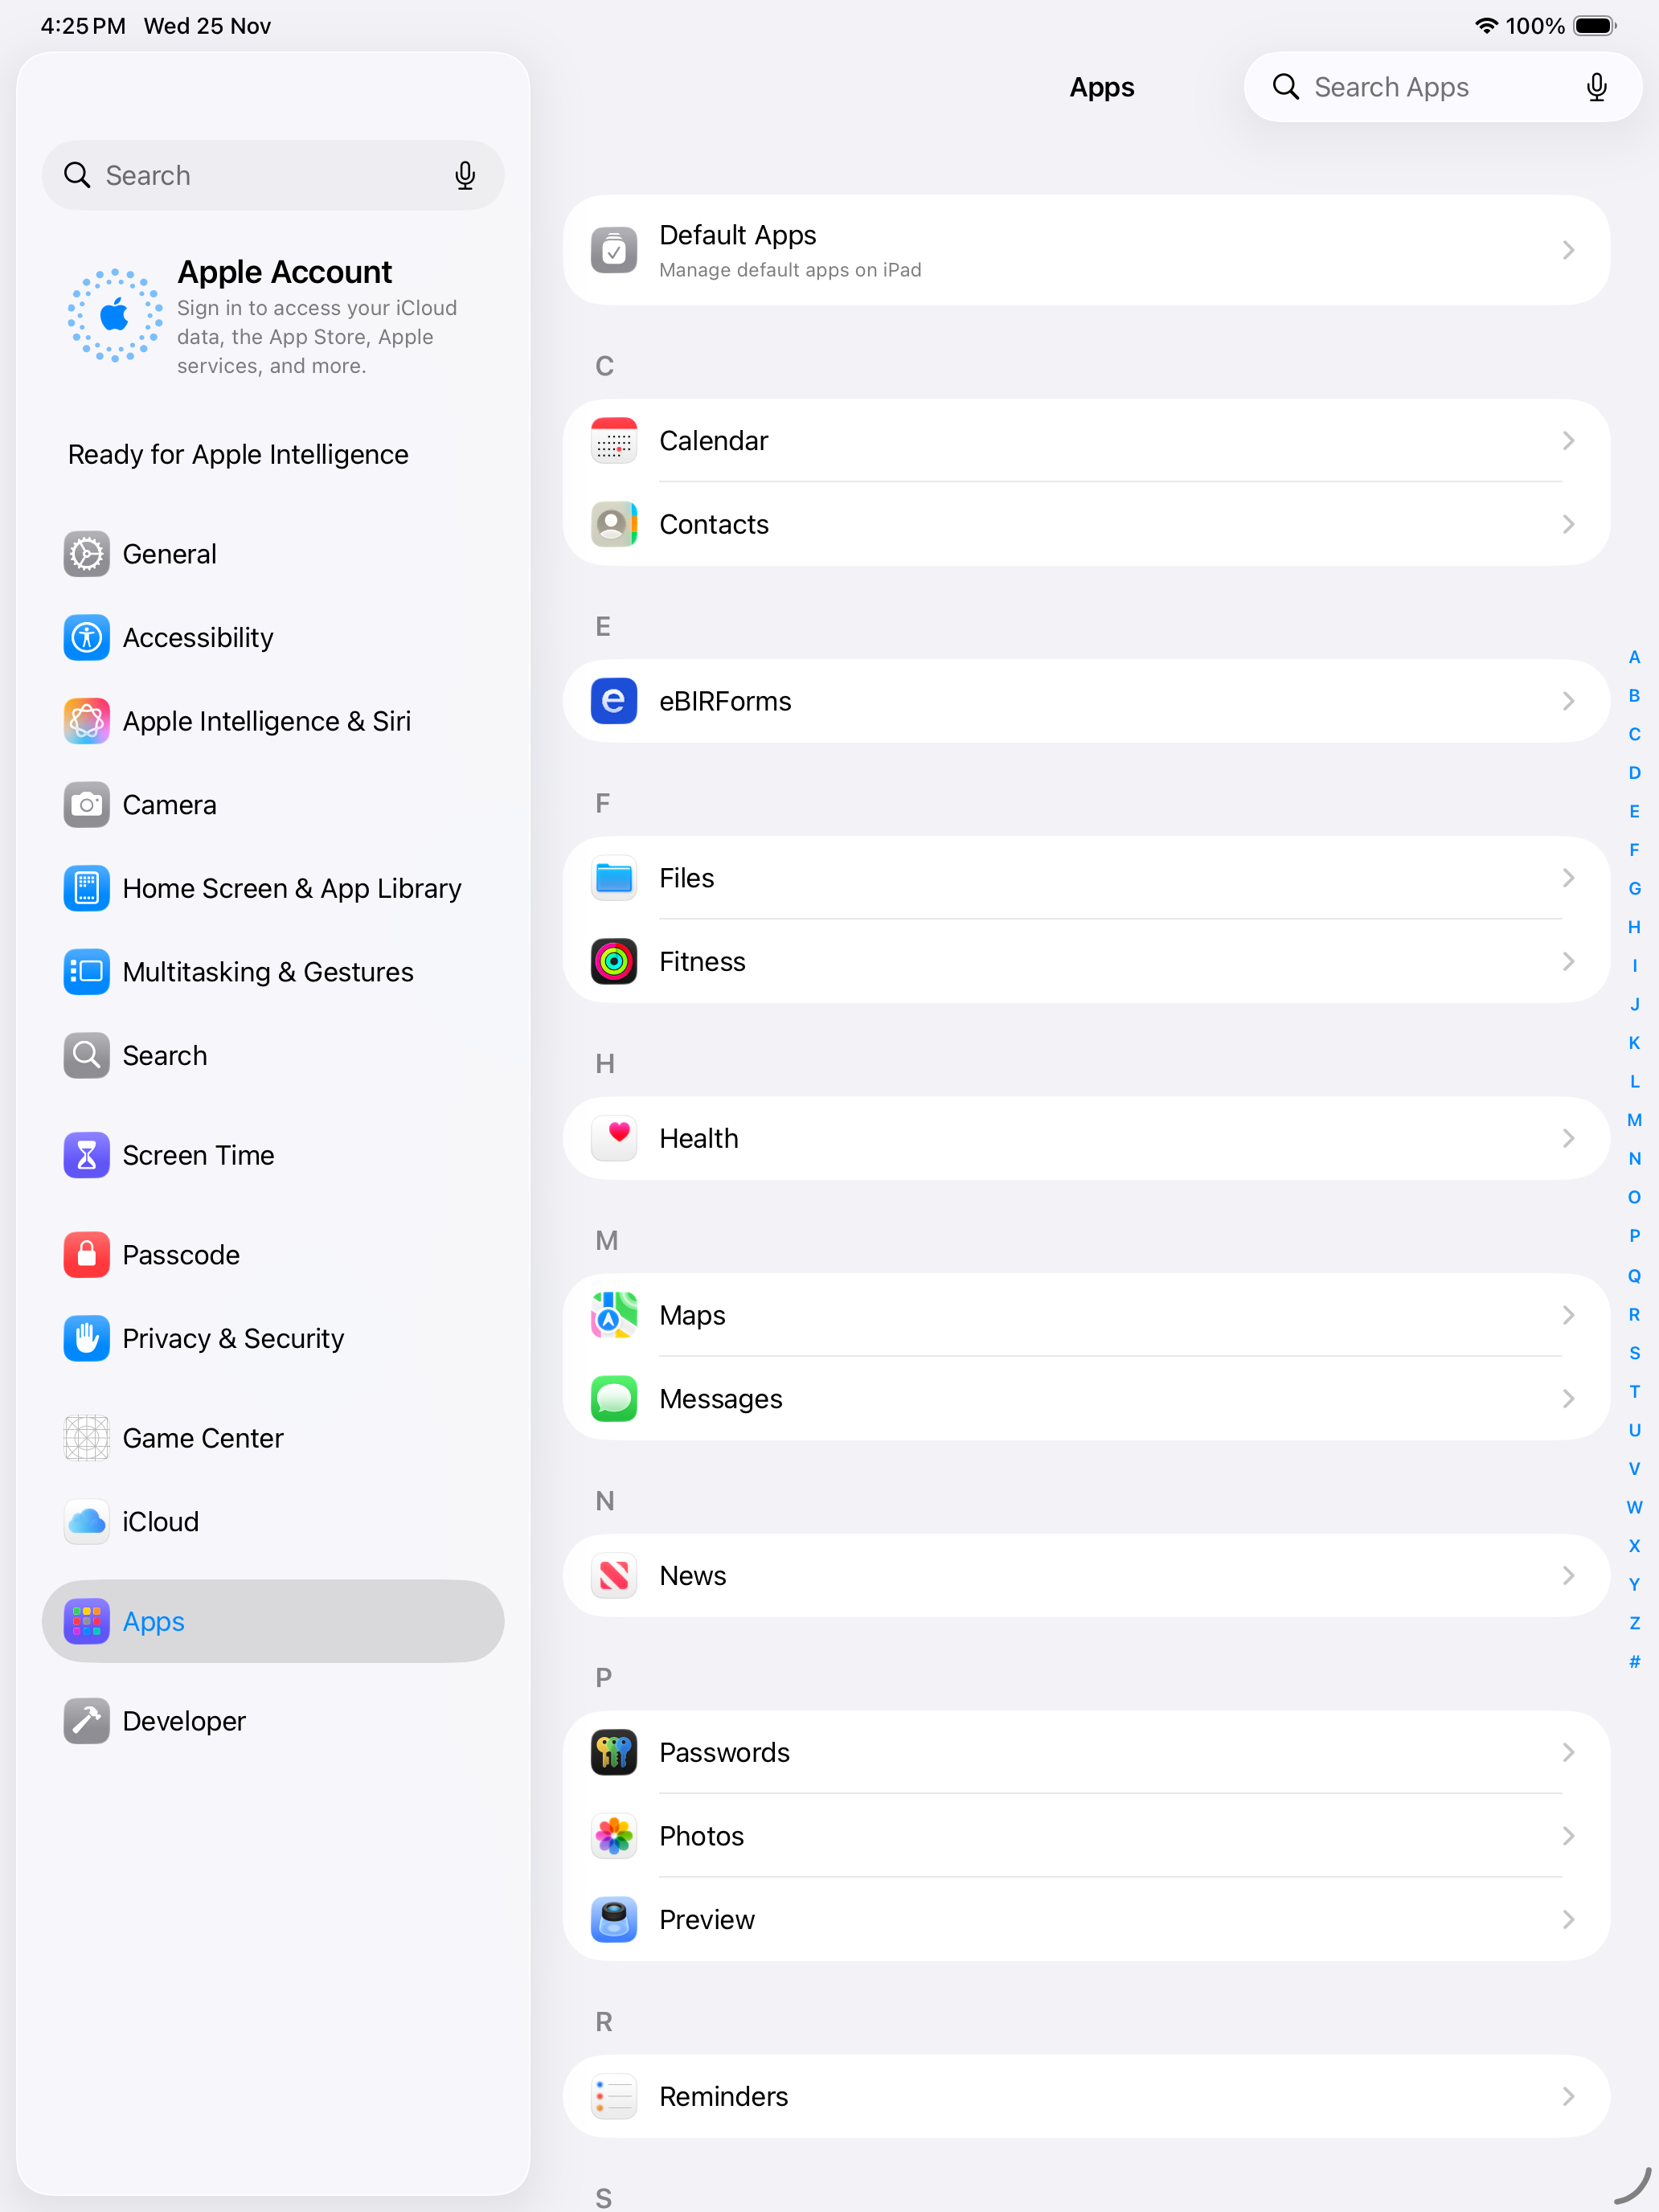 4:25 PM Wed 25 Nov
100%
Search
Apple Account
Sign in to access your iCloud
data, the App Store, Apple
services, and more.
Ready for Apple Intelligence
General
Accessibility
Apple Intelligence & Siri
Camera
Home Screen & App Library
Multitasking & Gestures
Search
Screen Time
Passcode
Privacy & Security
Game Center
iCloud
Apps
Developer
Apps
Search Apps
Default Apps
Manage default apps on iPad
C
Calendar
Contacts
E
eBIRForms
F
Files
Fitness
H
Health
M
Maps
Messages
N
News
P
Passwords
Photos
Preview
R
Reminders
S
A
B
C
D
E
F
G
H
I
J
K
L
M
N
O
P
Q
R
S
T
U
V
W
X
Y
Z
#